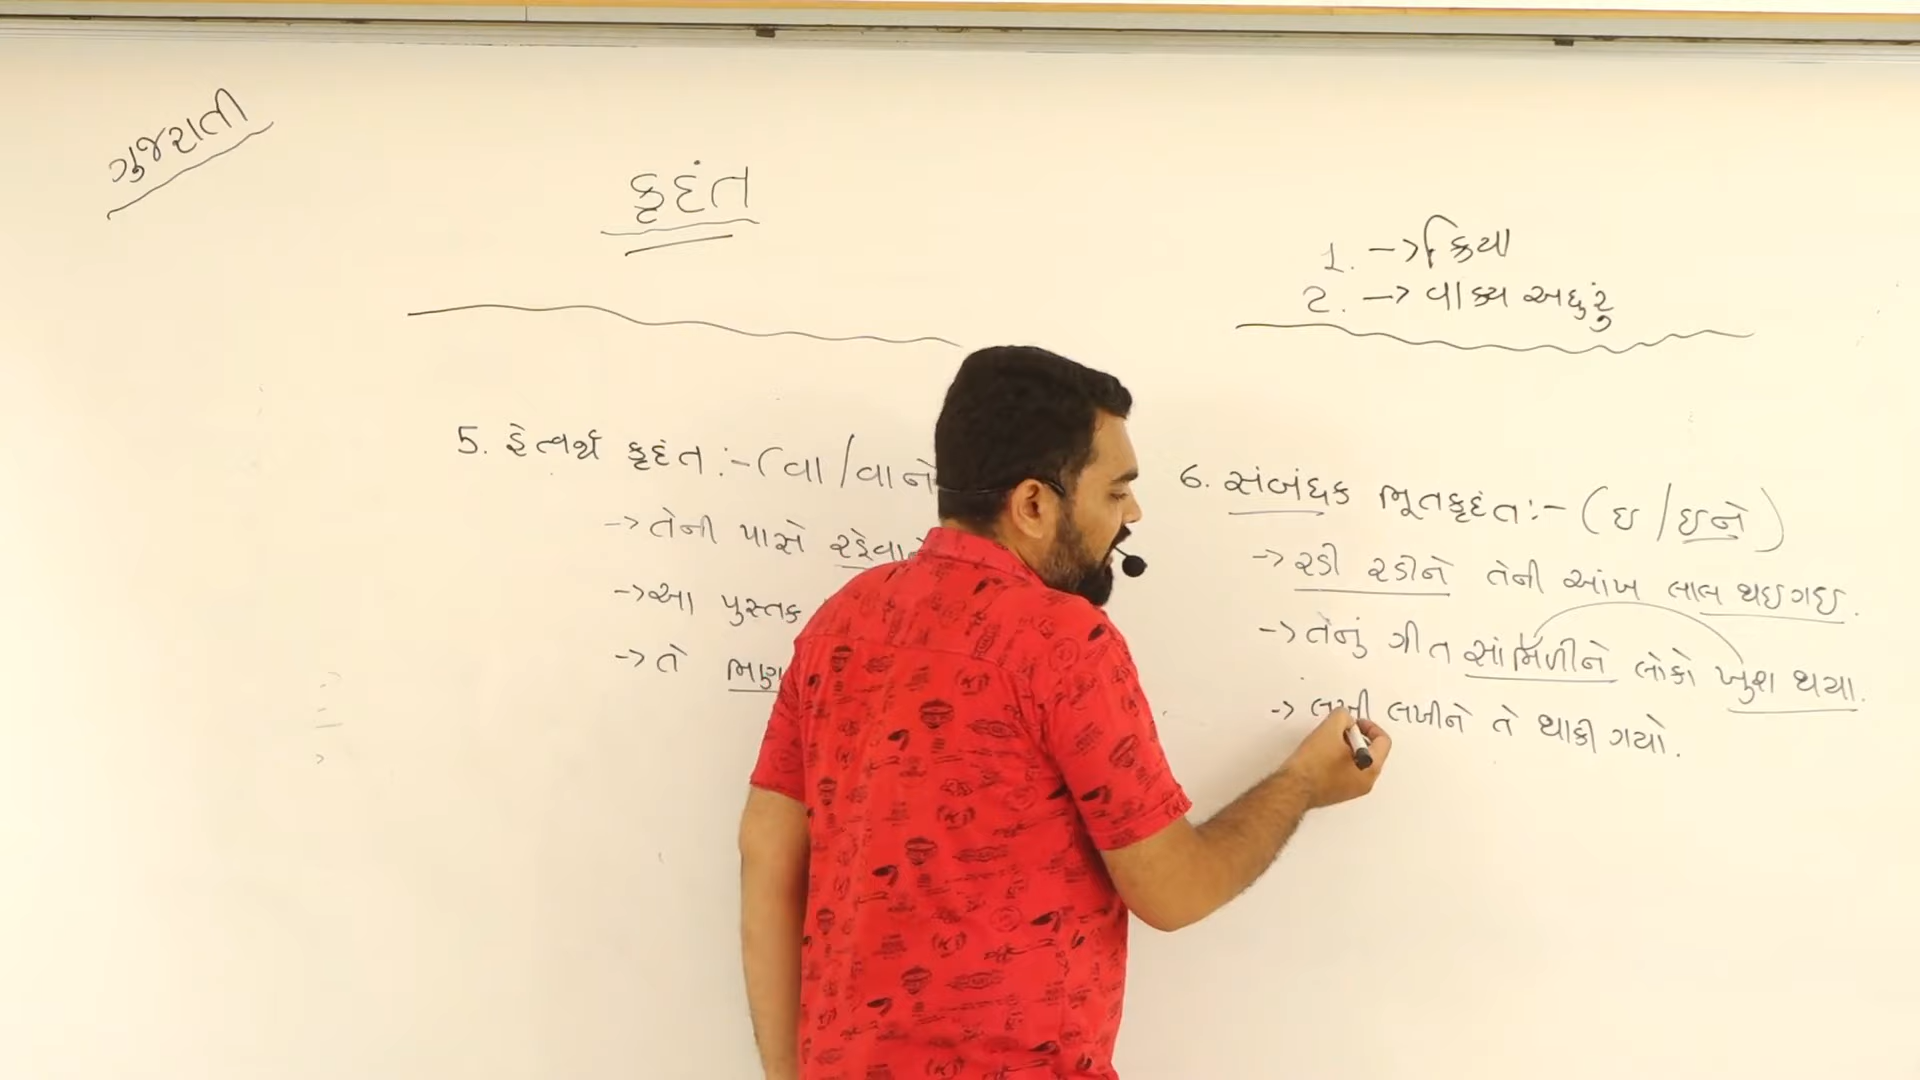 ગુજરાતી
કૃદંત
1. → ક્રિયા
2. → વાક્ય અધુરું
5. હેત્વર્થ કૃદંત :- (વા / વાને
→ તેની પાસે
→ આ પુસ્તક
→ તે
6. સંબંધક ભૂતકૃદંત :- (ઇ / ઇને)
→ રડી રડીને તેની આંખ લાલ થઇ ગઇ.
→ તેનું ગીત સાંભળીને લોકો ખુશ થયા.
→ લખી લખીને તે થાકી ગયો.